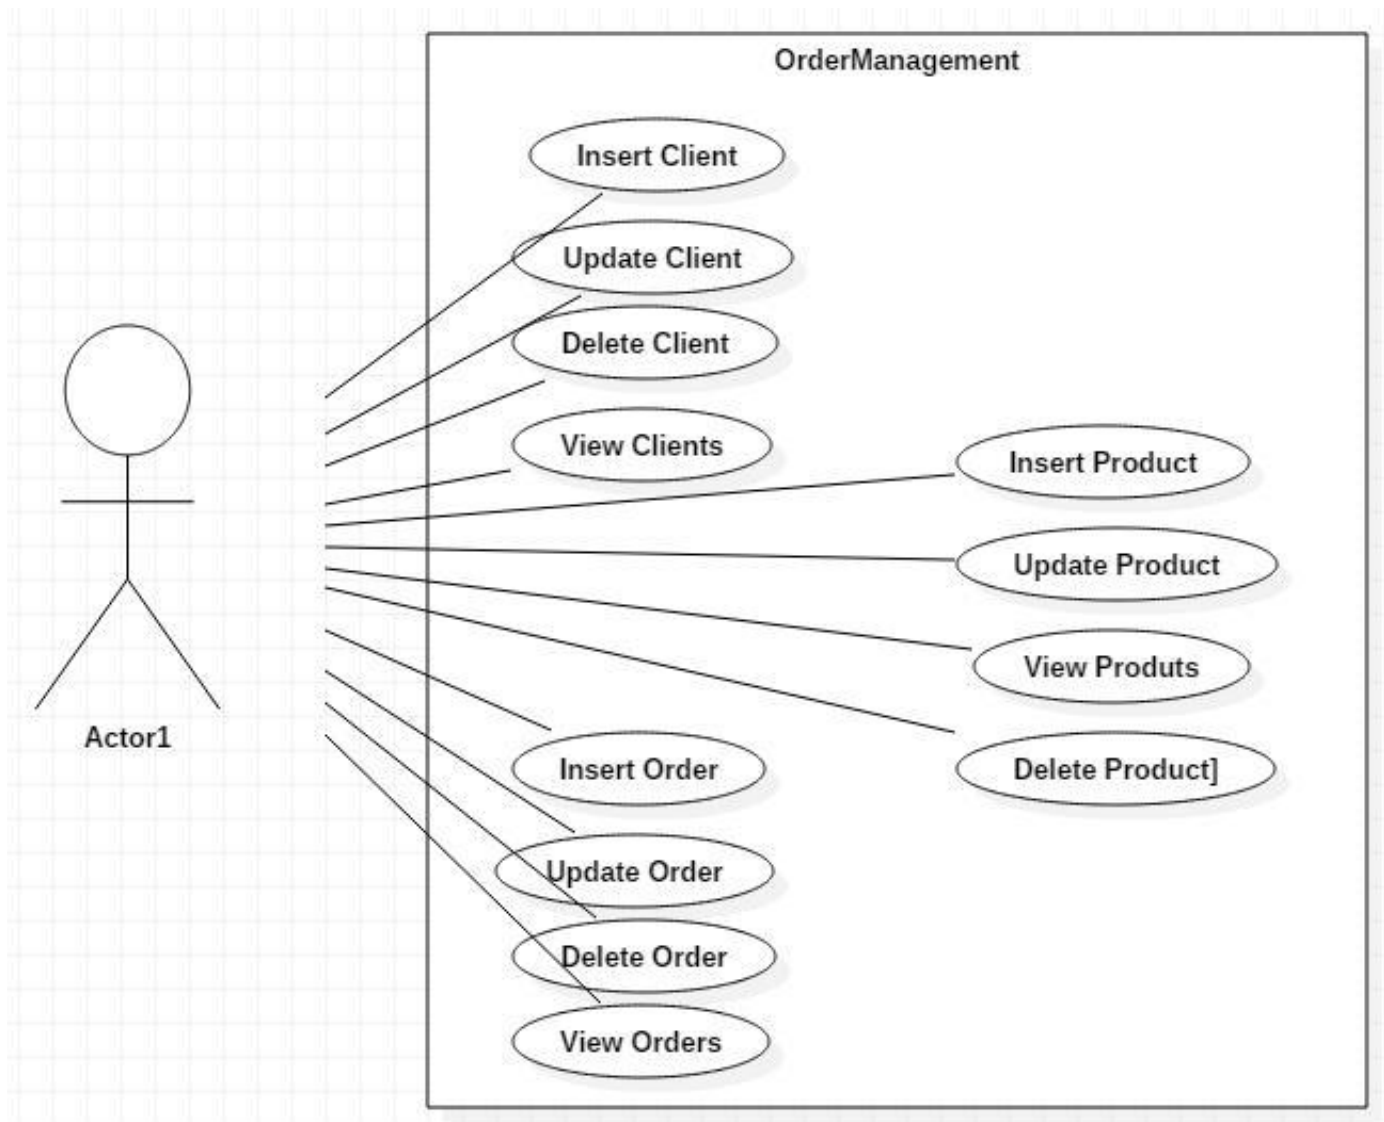 OrderManagement
Insert Client
Update Client
Delete Client
View Clients
Insert Product
Update Product
View Produts
Delete Product]
Actor1
Insert Order
Update Order
Delete Order
View Orders